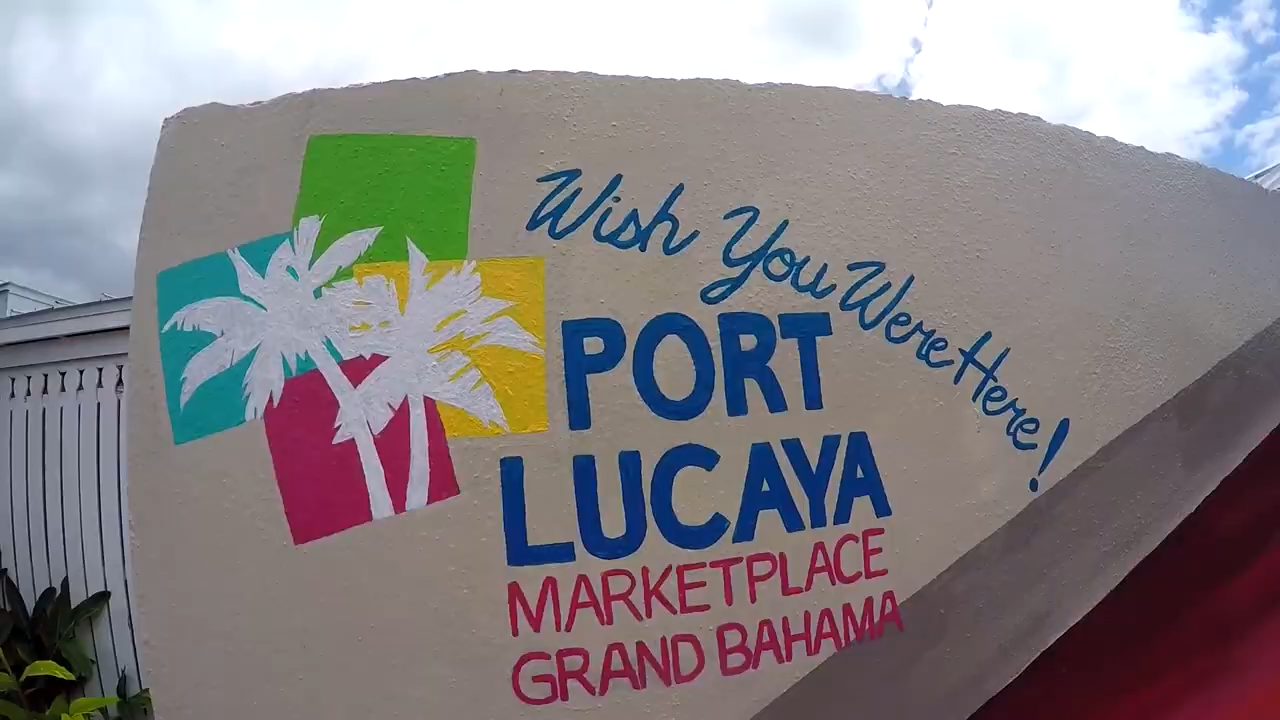 Wish You Were Here!
PORT
LUCAYA
MARKETPLACE
GRAND BAHAMA